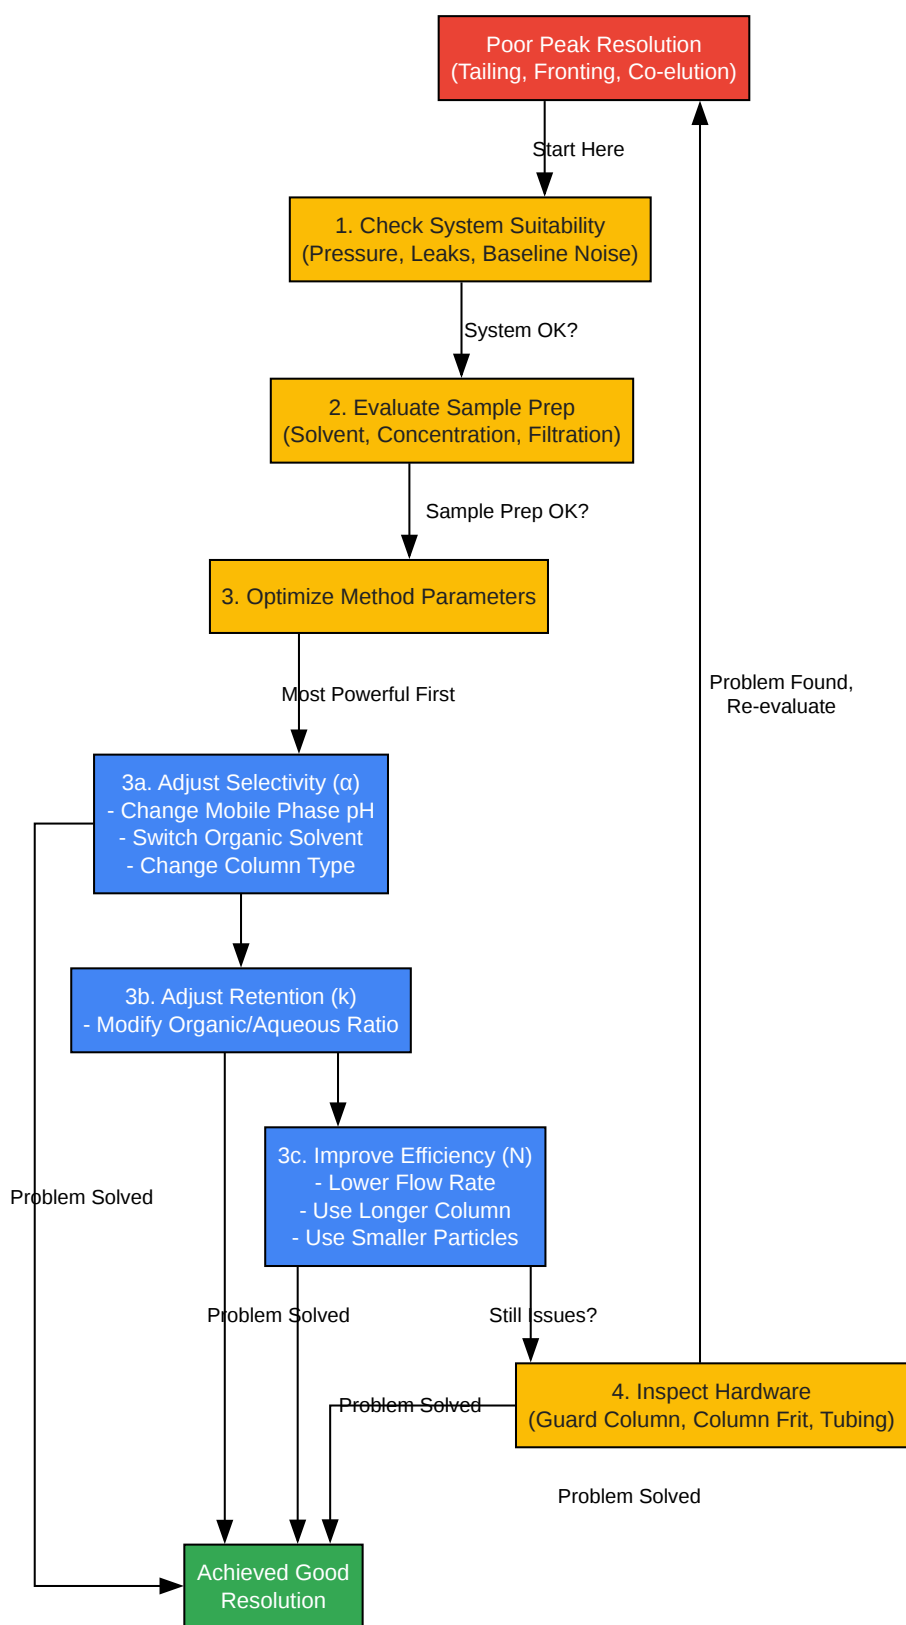 Poor Peak Resolution
(Tailing, Fronting, Co-elution)
Start Here
1. Check System Suitability
(Pressure, Leaks, Baseline Noise)
System OK?
2. Evaluate Sample Prep
(Solvent, Concentration, Filtration)
Sample Prep OK?
3. Optimize Method Parameters
Most Powerful First
Problem Found,
Re-evaluate
3a. Adjust Selectivity (α)
- Change Mobile Phase pH
- Switch Organic Solvent
- Change Column Type
3b. Adjust Retention (k)
- Modify Organic/Aqueous Ratio
3c. Improve Efficiency (N)
- Lower Flow Rate
- Use Longer Column
- Use Smaller Particles
Problem Solved
Problem Solved
Still Issues?
4. Inspect Hardware
(Guard Column, Column Frit, Tubing)
Problem Solved
Problem Solved
Achieved Good
Resolution